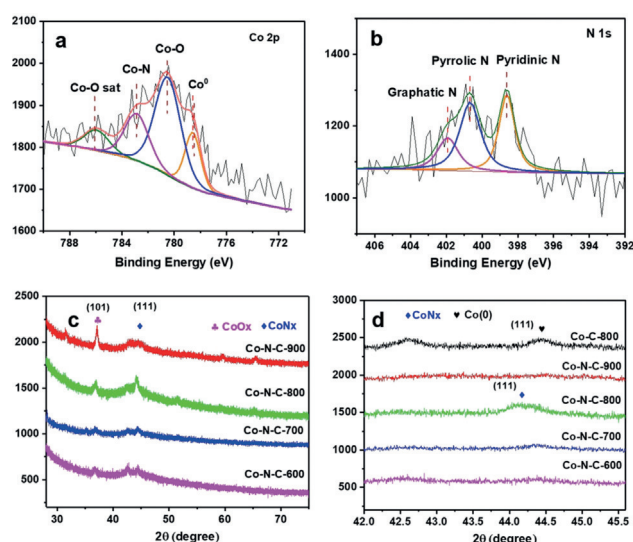 a
Co 2p
Co-O
Co-N
Co-O sat
Co⁰
2100
2000
1900
1800
1700
1600
788
784
780
776
772
Binding Energy (eV)
b
N 1s
Pyrrolic N
Pyridinic N
Graphatic N
1400
1200
1000
406
404
402
400
398
396
394
392
Binding Energy (eV)
c
(101)
(111)
♣ CoOx
♦ CoNx
Co-N-C-900
Co-N-C-800
Co-N-C-700
Co-N-C-600
2500
2000
1500
1000
500
0
30
40
50
60
70
2θ (degree)
d
♦ CoNx
♥ Co(0)
(111)
Co-C-800
Co-N-C-900
(111)
Co-N-C-800
Co-N-C-700
Co-N-C-600
3000
2500
2000
1500
1000
500
0
42.0
42.5
43.0
43.5
44.0
44.5
45.0
45.5
2θ (degree)